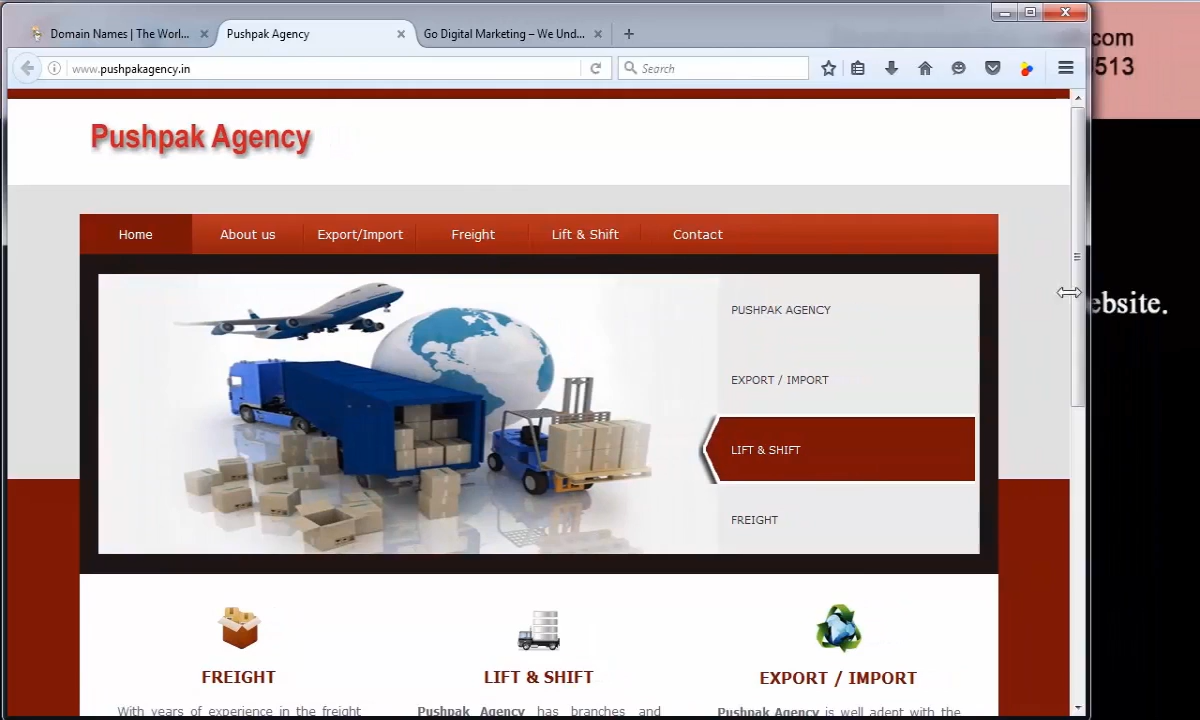 Domain Names | The Worl...
Pushpak Agency
Go Digital Marketing – We Und...
www.pushpakagency.in
Search
com
513
Pushpak Agency
Home
About us
Export/Import
Freight
Lift & Shift
Contact
PUSHPAK AGENCY
EXPORT / IMPORT
LIFT & SHIFT
FREIGHT
ebsite.
FREIGHT
LIFT & SHIFT
EXPORT / IMPORT
With years of experience in the freight
Pushpak Agency has branches and
Pushpak Agency is well adept with the